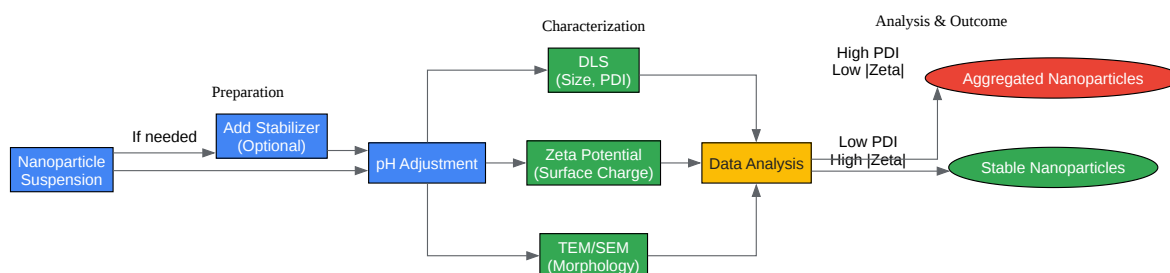 Analysis & Outcome
Characterization
High PDI
Low |Zeta|
DLS
(Size, PDI)
Aggregated Nanoparticles
Preparation
If needed
Add Stabilizer
(Optional)
Nanoparticle
Suspension
pH Adjustment
Zeta Potential
(Surface Charge)
Data Analysis
Low PDI
High |Zeta|
Stable Nanoparticles
TEM/SEM
(Morphology)